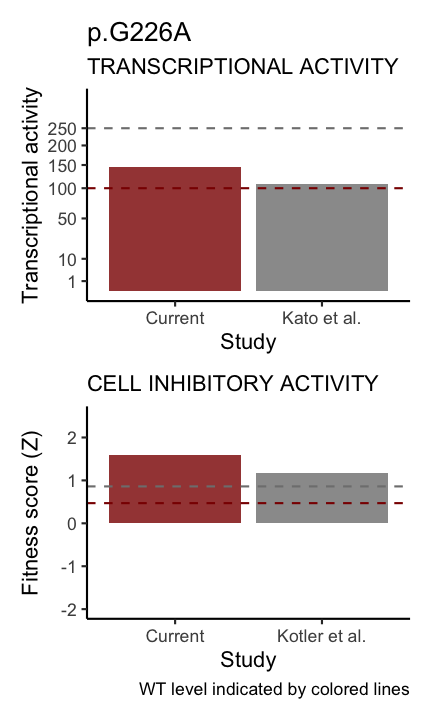 p.G226A
TRANSCRIPTIONAL ACTIVITY
Transcriptional activity
250
200
150
100
50
10
1
Current
Kato et al.
Study
CELL INHIBITORY ACTIVITY
Fitness score (Z)
2
1
0
-1
-2
Current
Kotler et al.
Study
WT level indicated by colored lines